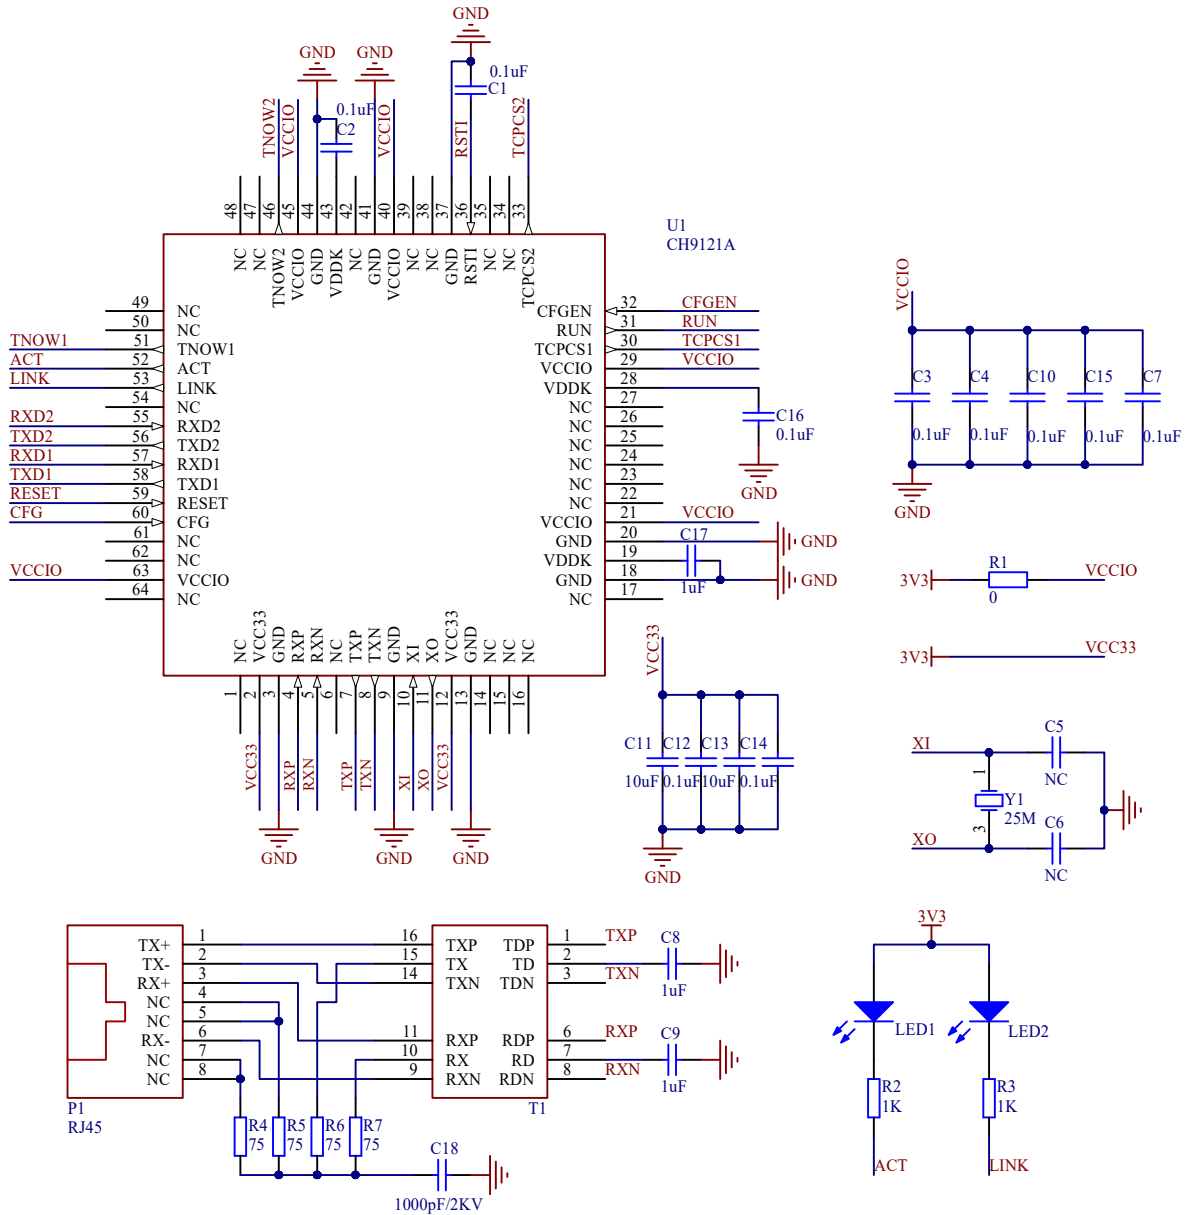 GND
GND
GND
0.1uF
C1
0.1uF
C2
TNOW2
VCCIO
VCCIO
RSTI
TCPCS2
48
47
46
45
44
43
42
41
40
39
38
37
36
35
34
33
NC
NC
TNOW2
VCCIO
GND
VDDK
NC
GND
VCCIO
NC
NC
GND
RSTI
NC
NC
TCPCS2
U1
CH9121A
49 NC
50 NC
TNOW1 51 TNOW1
ACT 52 ACT
LINK 53 LINK
54 NC
RXD2 55 RXD2
TXD2 56 TXD2
RXD1 57 RXD1
TXD1 58 TXD1
RESET 59 RESET
CFG 60 CFG
61 NC
62 NC
VCCIO 63 VCCIO
64 NC
CFGEN 32 CFGEN
RUN 31 RUN
TCPCS1 30 TCPCS1
VCCIO 29 VCCIO
VDDK 28
NC 27
NC 26
NC 25
NC 24
NC 23
NC 22
VCCIO 21 VCCIO
GND 20 GND
VDDK 19
GND 18 GND
NC 17
C16
0.1uF
GND
C17
1uF
NC
VCC33
GND
RXP
RXN
NC
TXP
TXN
GND
XI
XO
VCC33
GND
NC
NC
NC
1
2
3
4
5
6
7
8
9
10
11
12
13
14
15
16
VCC33
RXP
RXN
TXP
TXN
XI
XO
VCC33
GND
GND
GND
VCCIO
C3
C4
C10
C15
C7
0.1uF
0.1uF
0.1uF
0.1uF
0.1uF
GND
3V3
R1
0
VCCIO
3V3
VCC33
VCC33
C11
C12
C13
C14
10uF
0.1uF
10uF
0.1uF
GND
XI
C5
NC
1
Y1
25M
3
XO
C6
NC
TX+ 1
TX- 2
RX+ 3
NC 4
NC 5
RX- 6
NC 7
NC 8
P1
RJ45
16 TXP
15 TX
14 TXN
11 RXP
10 RX
9 RXN
TDP 1 TXP
TD 2
TDN 3 TXN
RDP 6 RXP
RD 7
RDN 8 RXN
T1
C8
1uF
C9
1uF
R4
75
R5
75
R6
75
R7
75
C18
1000pF/2KV
3V3
LED1
LED2
R2
1K
R3
1K
ACT
LINK